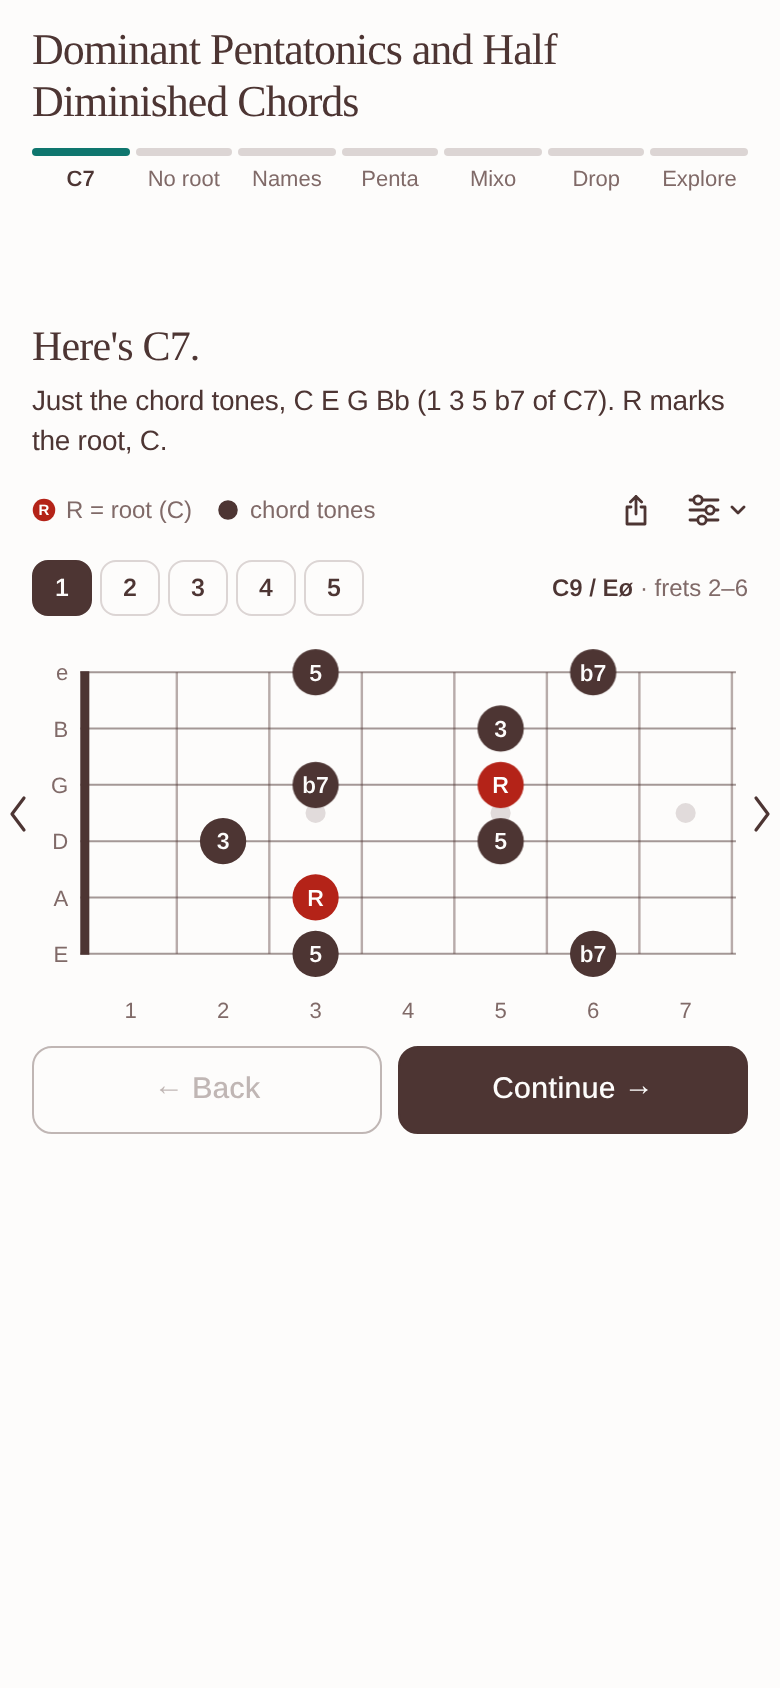 Dominant Pentatonics and Half
Diminished Chords
C7 No root Names Penta Mixo Drop Explore
Here's C7.
Just the chord tones, C E G Bb (1 3 5 b7 of C7). R marks
the root, C.
R R = root (C) chord tones
1 2 3 4 5 C9 / Eø · frets 2–6
e 5 b7
B 3
G b7 R
D 3 5
A R
E 5 b7
1 2 3 4 5 6 7
← Back Continue →